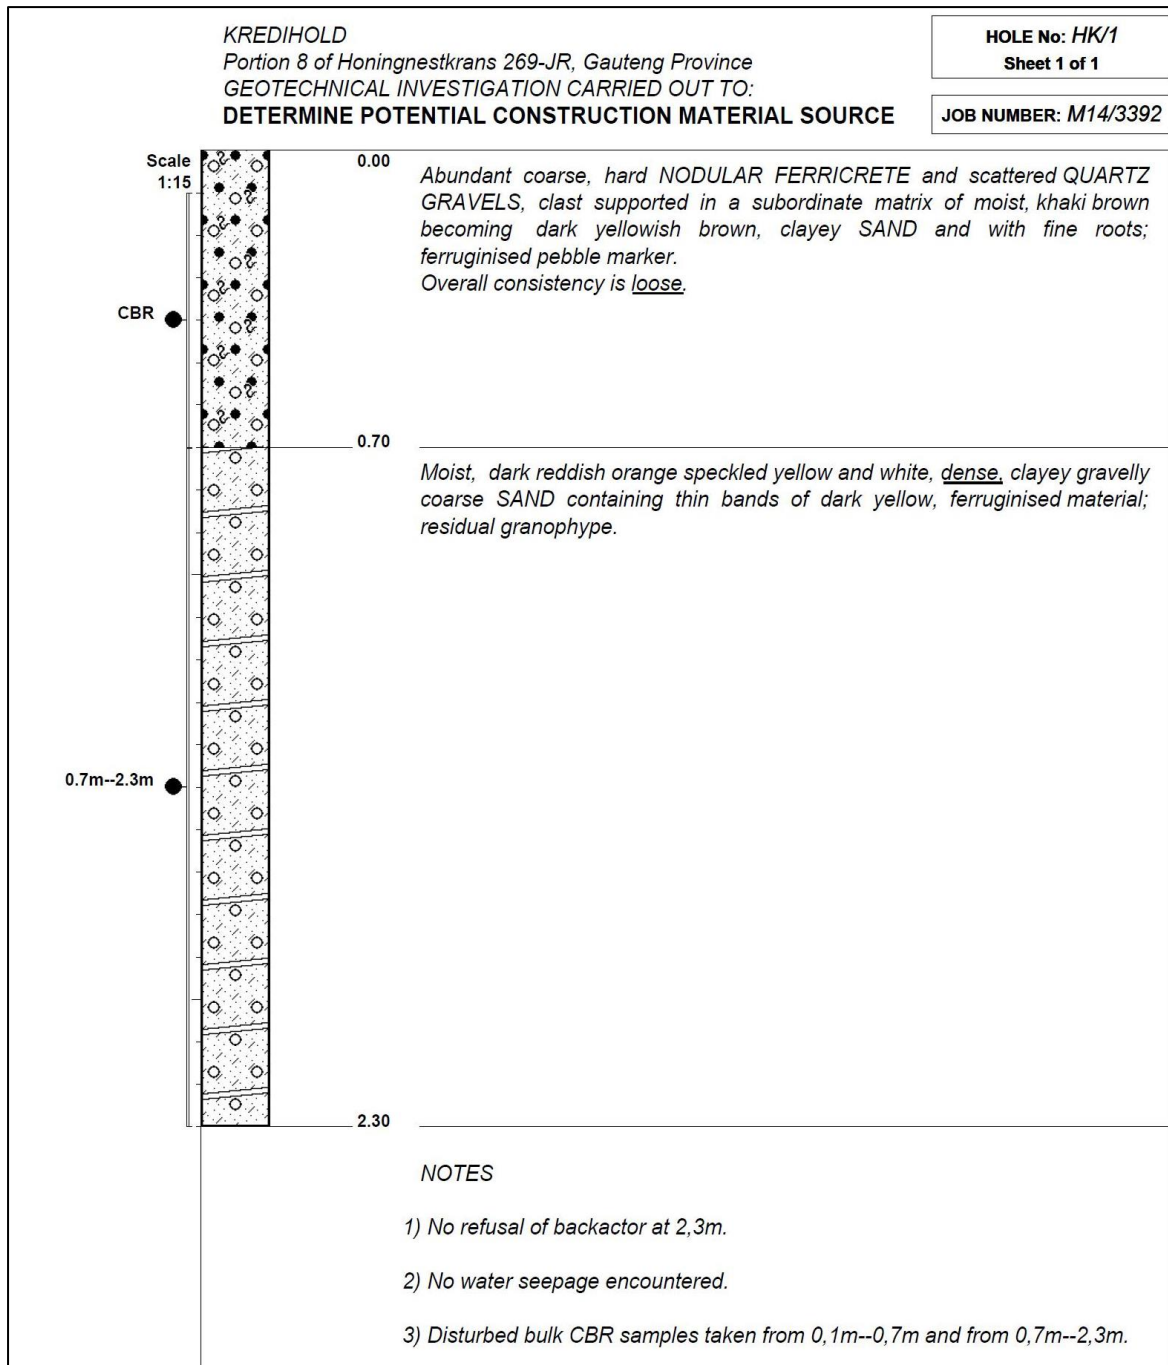 KREDIHOLD
Portion 8 of Honingnestkrans 269-JR, Gauteng Province
GEOTECHNICAL INVESTIGATION CARRIED OUT TO:
DETERMINE POTENTIAL CONSTRUCTION MATERIAL SOURCE
HOLE No: HK/1
Sheet 1 of 1
JOB NUMBER: M14/3392
Scale
1:15
0.00
Abundant coarse, hard NODULAR FERRICRETE and scattered QUARTZ
GRAVELS, clast supported in a subordinate matrix of moist, khaki brown
becoming dark yellowish brown, clayey SAND and with fine roots;
ferruginised pebble marker.
Overall consistency is loose.
CBR
0.70
Moist, dark reddish orange speckled yellow and white, dense, clayey gravelly
coarse SAND containing thin bands of dark yellow, ferruginised material;
residual granophype.
0.7m--2.3m
2.30
NOTES
1) No refusal of backactor at 2,3m.
2) No water seepage encountered.
3) Disturbed bulk CBR samples taken from 0,1m--0,7m and from 0,7m--2,3m.